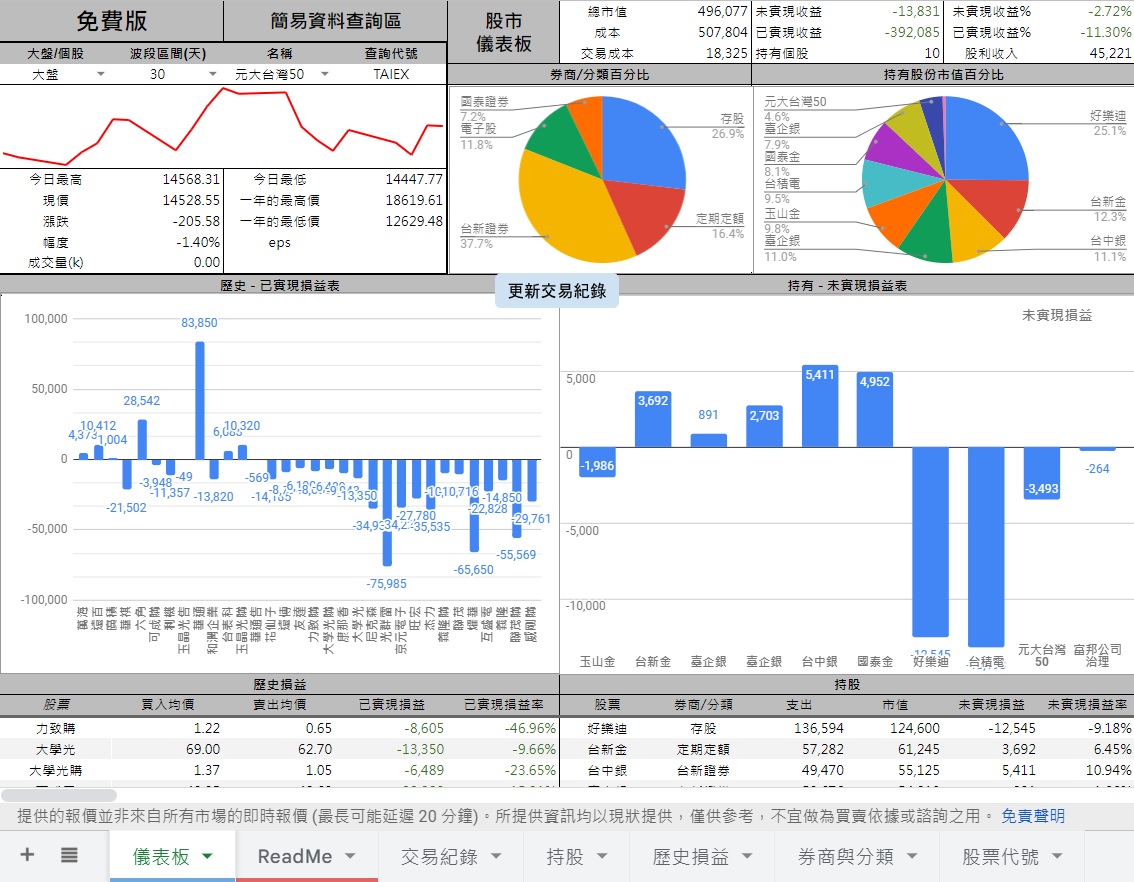 免費版 簡易資料查詢區
大盤/個股 波段區間(天) 名稱 查詢代號
大盤 30 元大台灣50 TAIEX
今日最高 14568.31 今日最低 14447.77
現價 14528.55 一年的最高價 18619.61
漲跌 -205.58 一年的最低價 12629.48
幅度 -1.40% eps
成交量(k) 0.00
股市
儀表板
總市值 496,077 未實現收益 -13,831 未實現收益% -2.72%
成本 507,804 已實現收益 -392,085 已實現收益% -11.30%
交易成本 18,325 持有個股 10 股利收入 45,221
券商/分類百分比
國泰證券
7.2%
電子股
11.8%
台新證券
37.7%
存股
26.9%
定期定額
16.4%
持有股份市值百分比
元大台灣50
4.6%
臺企銀
7.9%
國泰金
8.1%
台積電
9.5%
玉山金
9.8%
臺企銀
11.0%
好樂迪
25.1%
台新金
12.3%
台中銀
11.1%
歷史 - 已實現損益表
更新交易紀錄
持有 - 未實現損益表
100,000
50,000
0
-50,000
-100,000
83,850
28,542
10,412
1,004
10,320
-3,948
-49
-11,357
-21,502
-13,820
-569
-13,350
-75,985
-27,780
-35,535
-10,716
-65,650
-22,828
-14,850
-55,569
-29,761
未實現損益
5,000
0
-5,000
-10,000
-1,986
3,692
891
2,703
5,411
4,952
-12,545
-3,493
-264
玉山金 台新金 臺企銀 臺企銀 台中銀 國泰金 好樂迪 台積電 元大台灣50 富邦公司治理
歷史損益
股票 買入均價 賣出均價 已實現損益 已實現損益率
力致購 1.22 0.65 -8,605 -46.96%
大學光 69.00 62.70 -13,350 -9.66%
大學光購 1.37 1.05 -6,489 -23.65%
持股
股票 券商/分類 支出 市值 未實現損益 未實現損益率
好樂迪 存股 136,594 124,600 -12,545 -9.18%
台新金 定期定額 57,282 61,245 3,692 6.45%
台中銀 台新證券 49,470 55,125 5,411 10.94%
提供的報價並非來自所有市場的即時報價 (最長可能延遲 20 分鐘)。所提供資訊均以現狀提供，僅供參考，不宜做為買賣依據或諮詢之用。 免責聲明
儀表板 ReadMe 交易紀錄 持股 歷史損益 券商與分類 股票代號